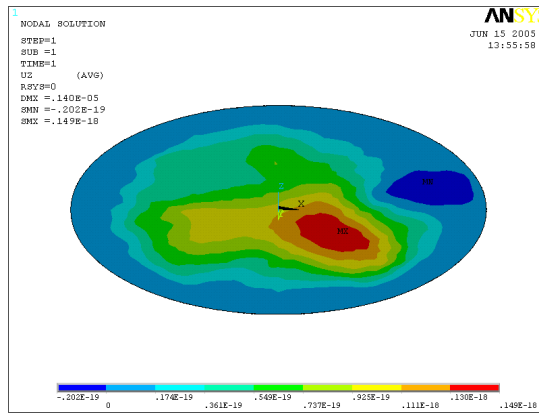 1
NODAL SOLUTION
STEP=1
SUB =1
TIME=1
UZ (AVG)
RSYS=0
DMX =.140E-05
SMN =-.202E-19
SMX =.149E-18
ANSYS
JUN 15 2005
13:55:58
MN
Z
X
MX
-.202E-19 .174E-19 .549E-19 .925E-19 .130E-18
0 .361E-19 .737E-19 .111E-18 .149E-18